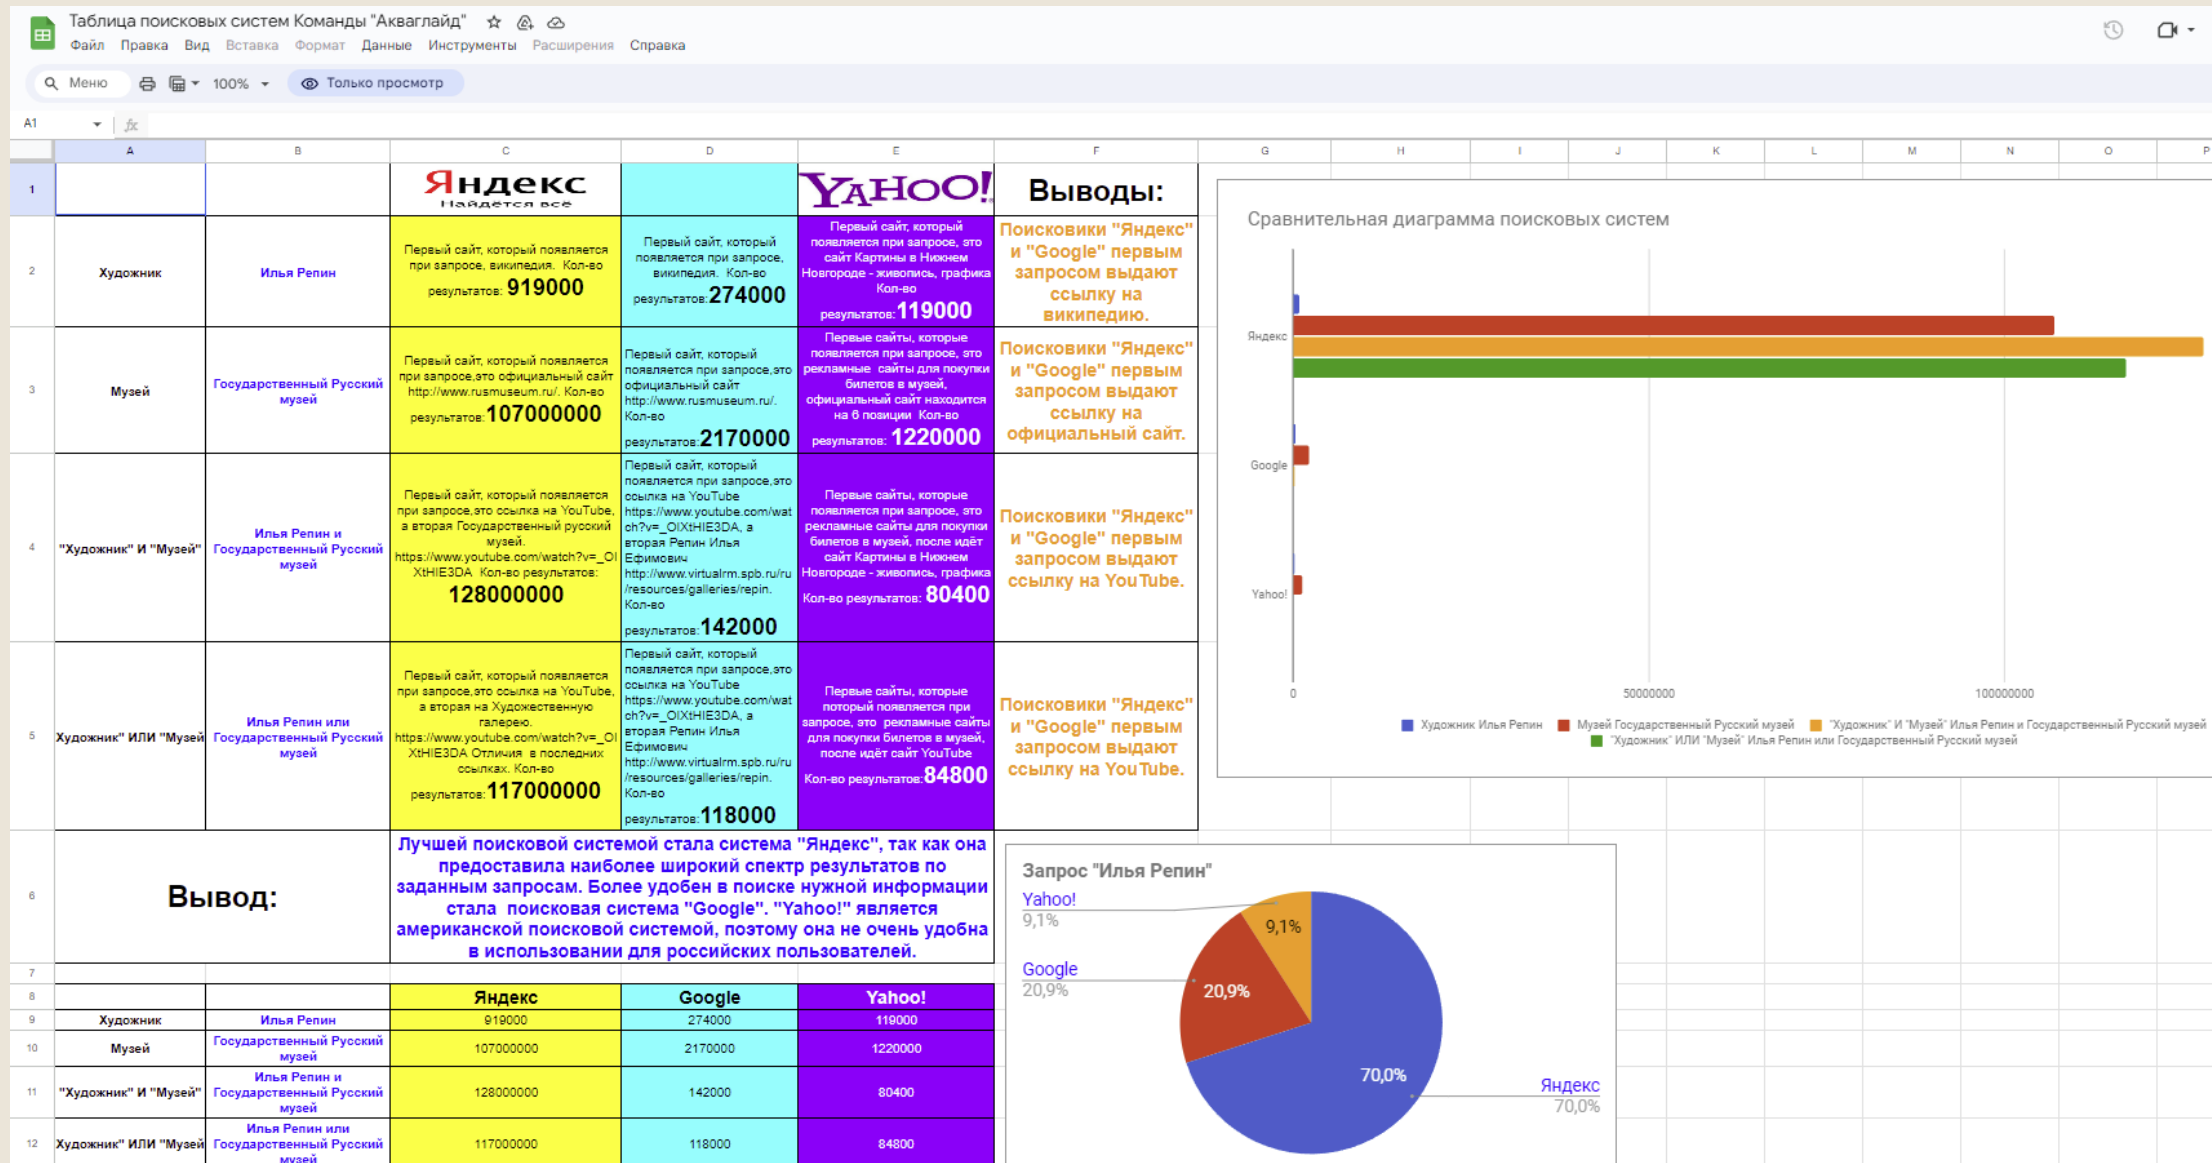 Таблица поисковых систем Команды "Акваглайд"
Файл Правка Вид Вставка Формат Данные Инструменты Расширения Справка
Меню 100% Только просмотр
A1 fx
A B C D E F G H I J K L M N O P
1
Яндекс
Найдётся всё
YAHOO!
Выводы:
2
Художник
Илья Репин
Первый сайт, который появляется
при запросе, википедия. Кол-во
результатов: 919000
Первый сайт, который
появляется при запросе,
википедия. Кол-во
результатов:274000
Первый сайт, который
появляется при запросе, это
сайт Картины в Нижнем
Новгороде - живопись, графика
Кол-во
результатов:119000
Поисковики "Яндекс"
и "Google" первым
запросом выдают
ссылку на
википедию.
3
Музей
Государственный Русский
музей
Первый сайт, который появляется
при запросе,это официальный сайт
http://www.rusmuseum.ru/. Кол-во
результатов:107000000
Первый сайт, который
появляется при запросе,это
официальный сайт
http://www.rusmuseum.ru/.
Кол-во
результатов:2170000
Первые сайты, которые
появляется при запросе, это
рекламные сайты для покупки
билетов в музей,
официальный сайт находится
на 6 позиции Кол-во
результатов: 1220000
Поисковики "Яндекс"
и "Google" первым
запросом выдают
ссылку на
официальный сайт.
4
"Художник" И "Музей"
Илья Репин и
Государственный Русский
музей
Первый сайт, который появляется
при запросе,это ссылка на YouTube,
а вторая Государственный русский
музей.
https://www.youtube.com/watch?v=_OI
XtHIE3DA Кол-во результатов:
128000000
Первый сайт, который
появляется при запросе,это
ссылка на YouTube
https://www.youtube.com/wat
ch?v=_OIXtHIE3DA, а
вторая Репин Илья
Ефимович
http://www.virtualrm.spb.ru/ru
/resources/galleries/repin.
Кол-во
результатов:142000
Первые сайты, которые
появляется при запросе, это
рекламные сайты для покупки
билетов в музей, после идёт
сайт Картины в Нижнем
Новгороде - живопись, графика
Кол-во результатов: 80400
Поисковики "Яндекс"
и "Google" первым
запросом выдают
ссылку на YouTube.
5
Художник" ИЛИ "Музей
Илья Репин или
Государственный Русский
музей
Первый сайт, который появляется
при запросе,это ссылка на YouTube,
а вторая на Художественную
галерею.
https://www.youtube.com/watch?v=_OI
XtHIE3DA Отличия в последних
ссылках. Кол-во
результатов:117000000
Первый сайт, который
появляется при запросе,это
ссылка на YouTube
https://www.youtube.com/wat
ch?v=_OIXtHIE3DA, а
вторая Репин Илья
Ефимович
http://www.virtualrm.spb.ru/ru
/resources/galleries/repin.
Кол-во
результатов:118000
Первые сайты, которые
поторый появляется при
запросе, это рекламные сайты
для покупки билетов в музей,
после идёт сайт YouTube
Кол-во результатов:84800
Поисковики "Яндекс"
и "Google" первым
запросом выдают
ссылку на YouTube.
6
Вывод:
Лучшей поисковой системой стала система "Яндекс", так как она
предоставила наиболее широкий спектр результатов по
заданным запросам. Более удобен в поиске нужной информации
стала поисковая система "Google". "Yahoo!" является
американской поисковой системой, поэтому она не очень удобна
в использовании для российских пользователей.
7
8 Яндекс Google Yahoo!
9 Художник Илья Репин 919000 274000 119000
10 Музей Государственный Русский
музей 107000000 2170000 1220000
11 "Художник" И "Музей" Илья Репин и
Государственный Русский
музей 128000000 142000 80400
12 Художник" ИЛИ "Музей Илья Репин или
Государственный Русский
музей 117000000 118000 84800
Сравнительная диаграмма поисковых систем
Яндекс
Google
Yahoo!
0 50000000 100000000
Художник Илья Репин Музей Государственный Русский музей "Художник" И "Музей" Илья Репин и Государственный Русский музей
"Художник" ИЛИ "Музей" Илья Репин или Государственный Русский музей
Запрос "Илья Репин"
Yahoo!
9,1%
9,1%
Google
20,9%
20,9%
70,0%
Яндекс
70,0%